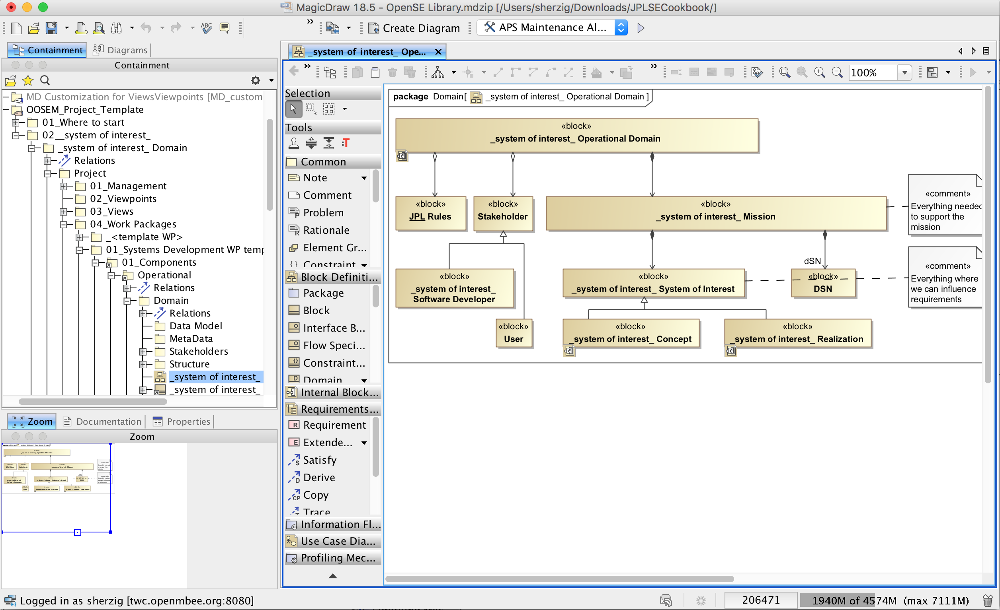 MagicDraw 18.5 - OpenSE Library.mdzip [/Users/sherzig/Downloads/JPLSECookbook/]
ABC
Create Diagram
APS Maintenance Al...
Containment
Diagrams
Containment
MD Customization for ViewsViewpoints [MD_custom
OOSEM_Project_Template
01_Where to start
02__system of interest_
_system of interest_ Domain
Relations
Project
01_Management
02_Viewpoints
03_Views
04_Work Packages
_<template WP>
01_Systems Development WP temp
01_Components
Operational
Relations
Domain
Relations
Data Model
MetaData
Stakeholders
Structure
_system of interest_
_system of interest_
Zoom
Documentation
Properties
Zoom
_system of interest_ Ope...
100%
Selection
Tools
:T
Common
Note
Comment
Problem
Rationale
Element Gr...
Constraint
Block Definiti...
Package
Block
Interface B...
Flow Speci...
Constraint...
Domain
Internal Block...
Requirements...
Requirement
Extende...
Satisfy
Derive
Copy
Trace
Information Fl...
Use Case Dia...
Profiling Mec...
package Domain[ _system of interest_ Operational Domain ]
«block»
_system of interest_ Operational Domain
«block»
JPL Rules
«block»
Stakeholder
«block»
_system of interest_ Mission
«comment»
Everything needed
to support the
mission
«block»
_system of interest_
Software Developer
«block»
_system of interest_ System of Interest
dSN
«block»
DSN
«comment»
Everything where
we can influence
requirements
«block»
User
«block»
_system of interest_ Concept
«block»
_system of interest_ Realization
Logged in as sherzig [twc.openmbee.org:8080]
206471
1940M of 4574M (max 7111M)